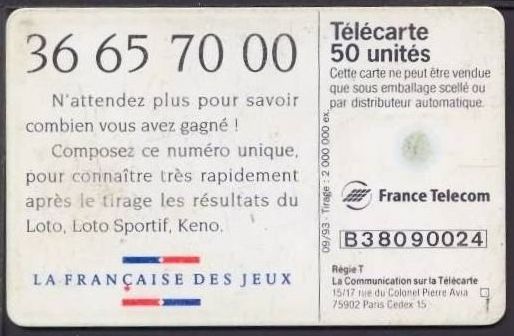 36 65 70 00
N'attendez plus pour savoir
combien vous avez gagné !
Composez ce numéro unique,
pour connaître très rapidement
après le tirage les résultats du
Loto, Loto Sportif, Keno.
LA FRANÇAISE DES JEUX
Télécarte
50 unités
Cette carte ne peut être vendue
que sous emballage scellé ou
par distributeur automatique.
09/93 - Tirage : 2 000 000 ex.
France Telecom
B38090024
Régie T
La Communication sur la Télécarte
15/17 rue du Colonel Pierre Avia
75902 Paris Cedex 15